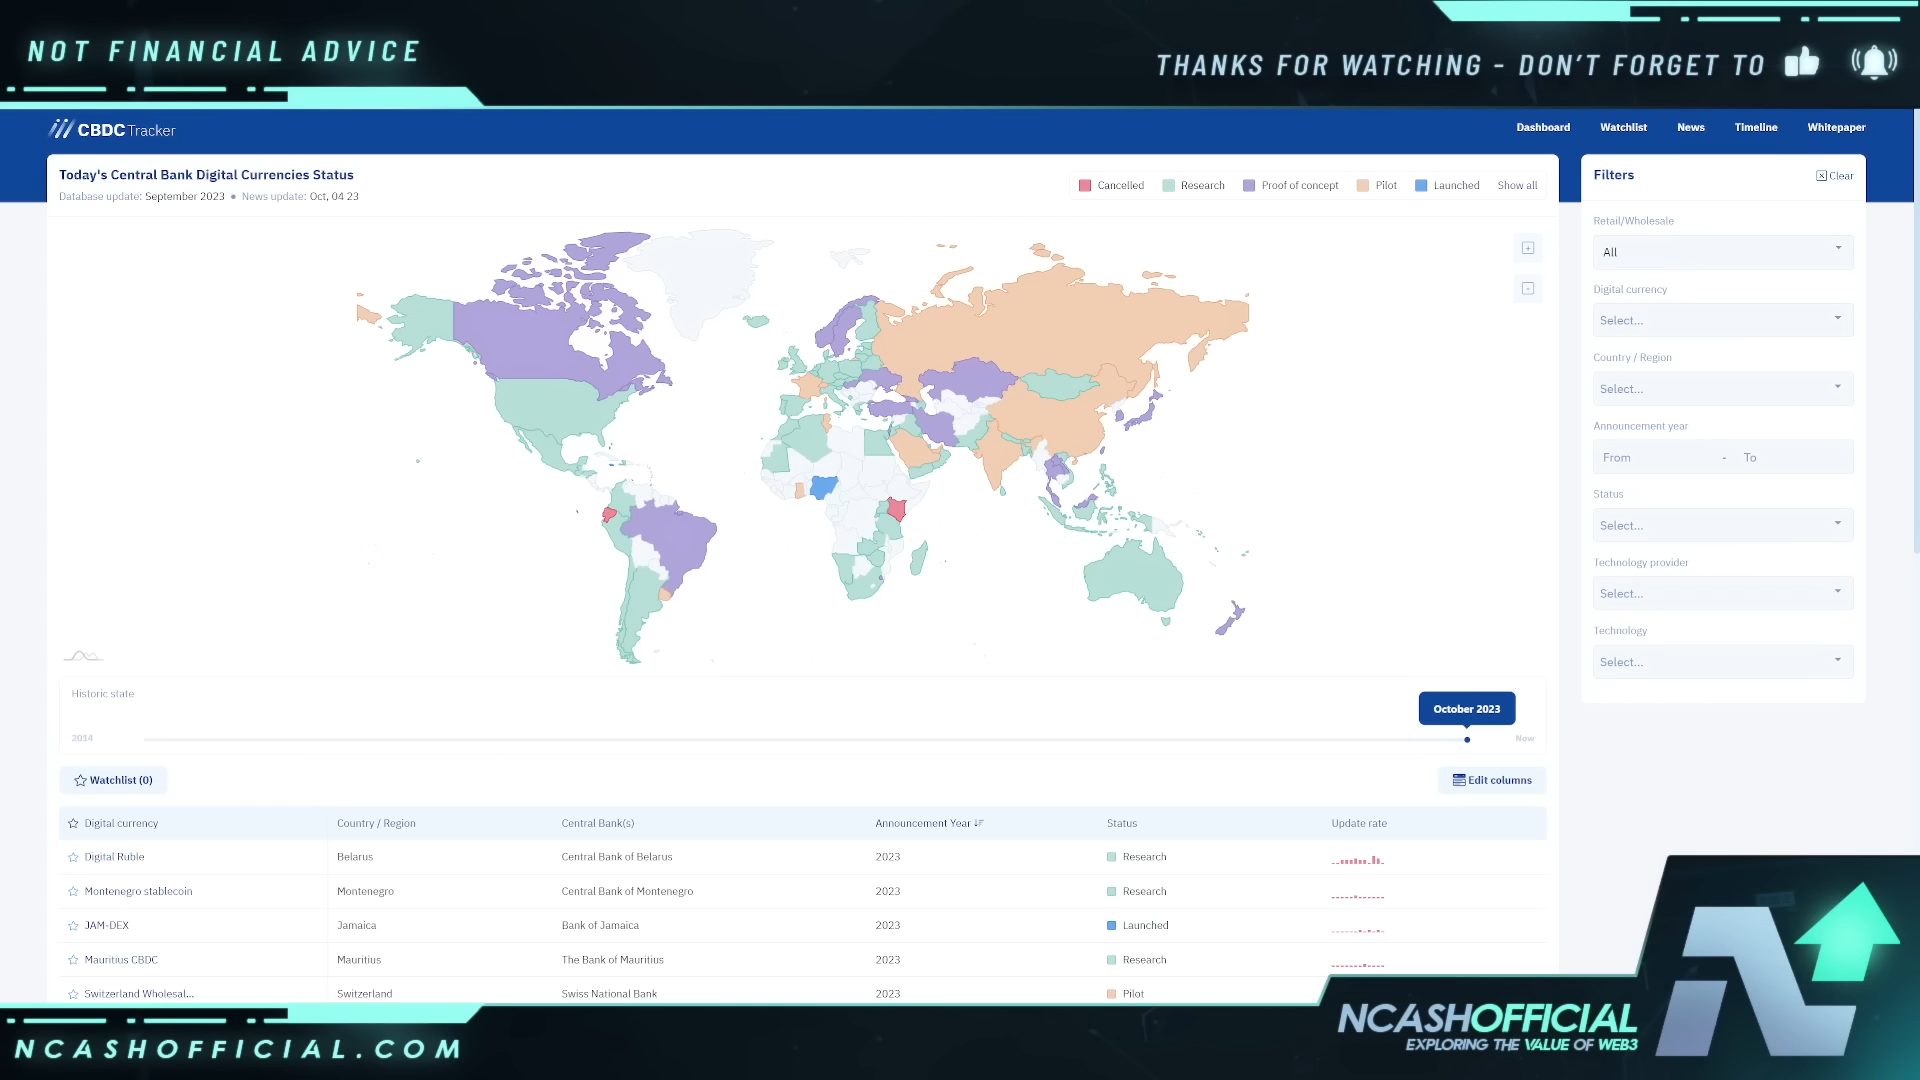 NOT FINANCIAL ADVICE
THANKS FOR WATCHING - DON'T FORGET TO
CBDC Tracker
Dashboard Watchlist News Timeline Whitepaper
Today's Central Bank Digital Currencies Status
Database update: September 2023 • News update: Oct, 04 23
Cancelled Research Proof of concept Pilot Launched Show all
Filters
Clear
Retail/Wholesale
All
Digital currency
Select...
Country / Region
Select...
Announcement year
From - To
Status
Select...
Technology provider
Select...
Technology
Select...
Historic state
October 2023
2014
Now
Watchlist (0)
Edit columns
Digital currency Country / Region Central Bank(s) Announcement Year Status Update rate
Digital Ruble Belarus Central Bank of Belarus 2023 Research
Montenegro stablecoin Montenegro Central Bank of Montenegro 2023 Research
JAM-DEX Jamaica Bank of Jamaica 2023 Launched
Mauritius CBDC Mauritius The Bank of Mauritius 2023 Research
Switzerland Wholesal... Switzerland Swiss National Bank 2023 Pilot
NCASHOFFICIAL
EXPLORING THE VALUE OF WEB3
NCASHOFFICIAL.COM